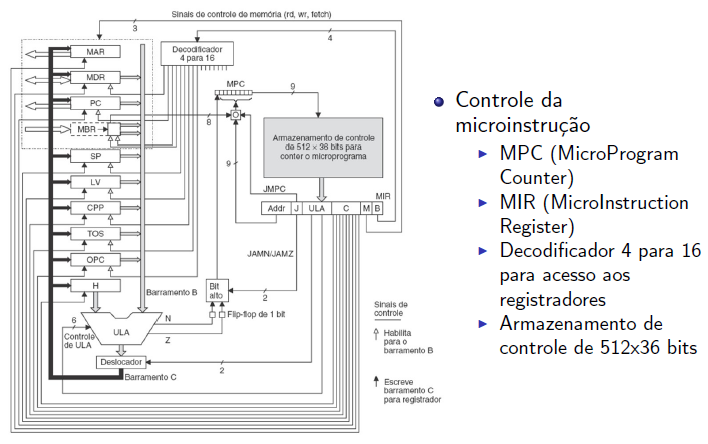 Sinais de controle de memória (rd, wr, fetch)
3
4
MAR
MDR
PC
MBR
SP
LV
CPP
TOS
OPC
H
Decodificador
4 para 16
MPC
9
8
9
Armazenamento de controle
de 512 × 38 bits para
conter o microprograma
JMPC
MIR
Addr
J
ULA
C
M
B
JAMN/JAMZ
Bit
alto
2
Barramento B
Flip-flop de 1 bit
N
Z
6
Controle
de ULA
ULA
Deslocador
2
Barramento C
Sinais de
controle
Habilita
para o
barramento B
Escreve
barramento C
para registrador
Controle da
microinstrução
MPC (MicroProgram
Counter)
MIR (MicroInstruction
Register)
Decodificador 4 para 16
para acesso aos
registradores
Armazenamento de
controle de 512x36 bits